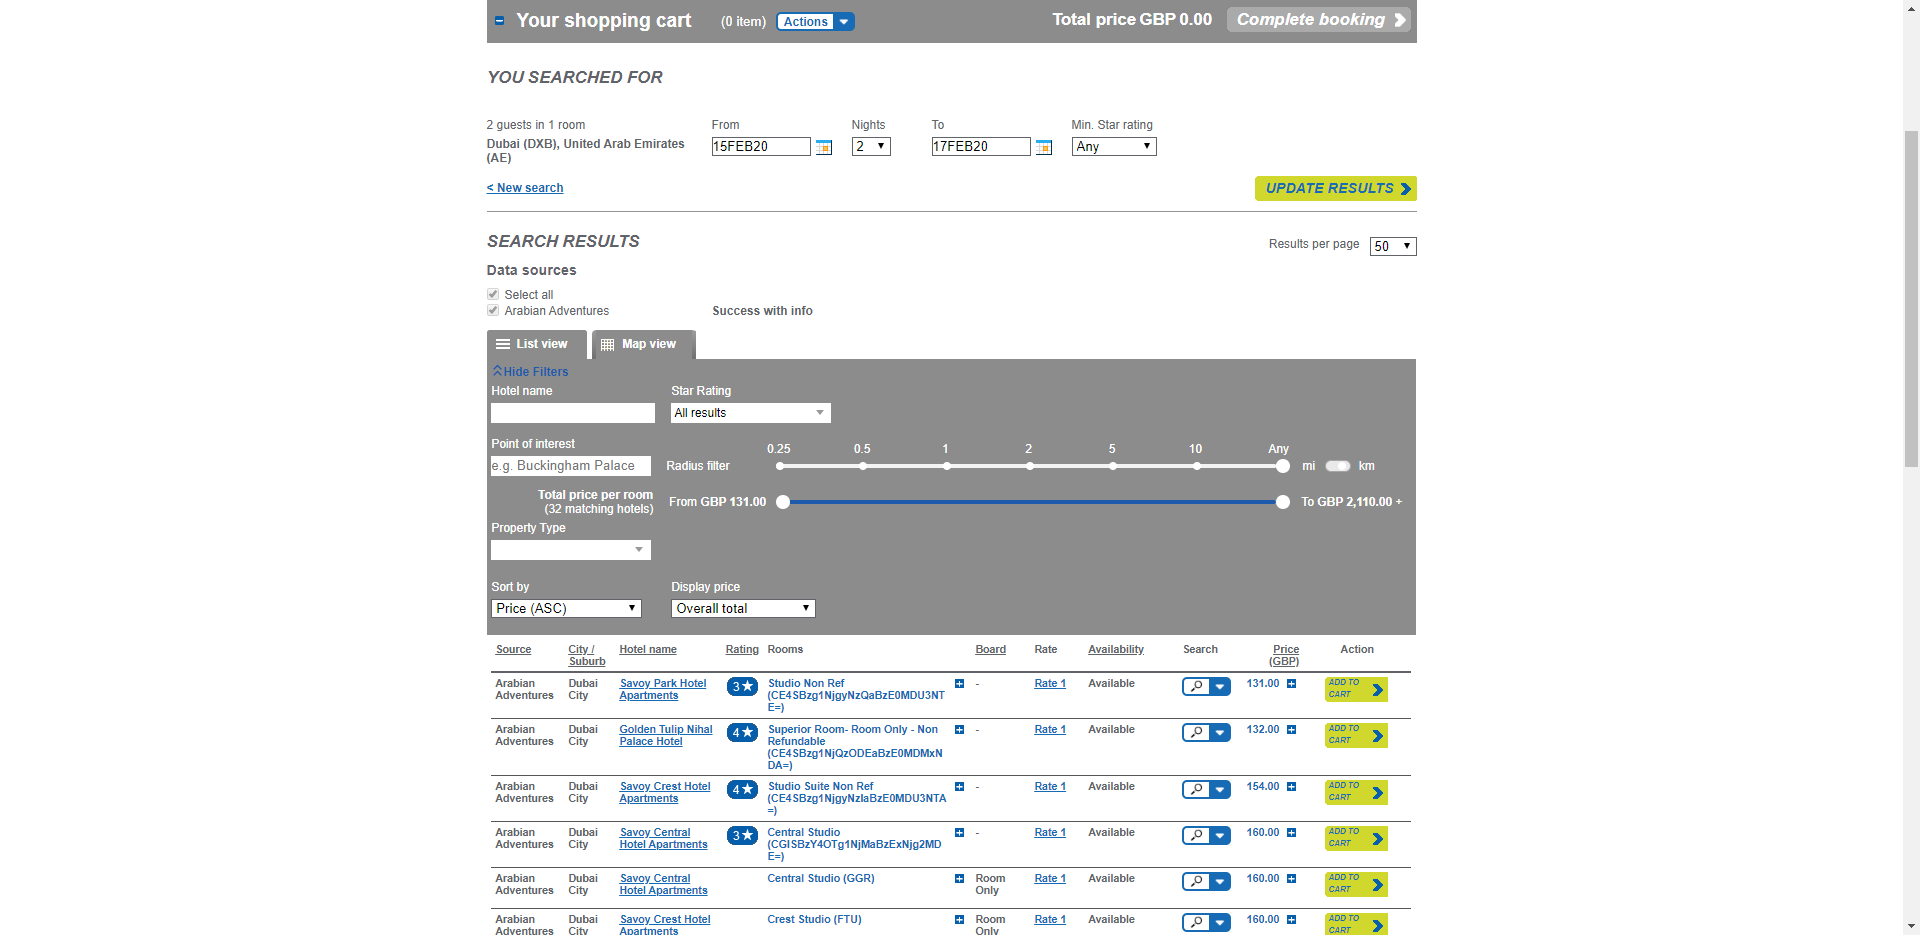 Your shopping cart (0 item) Actions Total price GBP 0.00 Complete booking
YOU SEARCHED FOR
2 guests in 1 room From Nights To Min. Star rating
Dubai (DXB), United Arab Emirates 15FEB20 2 17FEB20 Any
(AE)
< New search UPDATE RESULTS
SEARCH RESULTS Results per page 50
Data sources
Select all
Arabian Adventures Success with info
List view Map view
Hide Filters
Hotel name Star Rating
All results
Point of interest 0.25 0.5 1 2 5 10 Any
e.g. Buckingham Palace Radius filter mi km
Total price per room From GBP 131.00 To GBP 2,110.00 +
(32 matching hotels)
Property Type
Sort by Display price
Price (ASC) Overall total
Source City / Hotel name Rating Rooms Board Rate Availability Search Price Action
Suburb (GBP)
Arabian Dubai Savoy Park Hotel 3 Studio Non Ref - Rate 1 Available 131.00 ADD TO
Adventures City Apartments (CE4SBzg1NjgyNzQaBzE0MDU3NT CART
E=)
Arabian Dubai Golden Tulip Nihal 4 Superior Room- Room Only - Non - Rate 1 Available 132.00 ADD TO
Adventures City Palace Hotel Refundable CART
(CE4SBzg1NjQzODEaBzE0MDMxN
DA=)
Arabian Dubai Savoy Crest Hotel 4 Studio Suite Non Ref - Rate 1 Available 154.00 ADD TO
Adventures City Apartments (CE4SBzg1NjgyNzIaBzE0MDU3NTA CART
=)
Arabian Dubai Savoy Central 3 Central Studio - Rate 1 Available 160.00 ADD TO
Adventures City Hotel Apartments (CGISBzY4OTg1NjMaBzExNjg2MD CART
E=)
Arabian Dubai Savoy Central Central Studio (GGR) Room Rate 1 Available 160.00 ADD TO
Adventures City Hotel Apartments Only CART
Arabian Dubai Savoy Crest Hotel Crest Studio (FTU) Room Rate 1 Available 160.00 ADD TO
Adventures City Apartments Only CART